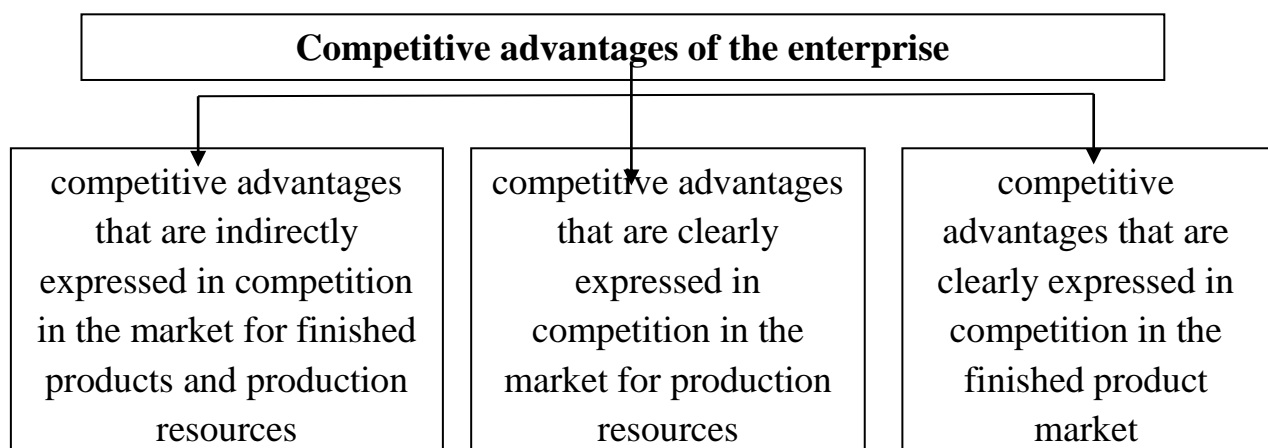 Competitive advantages of the enterprise
competitive advantages
that are indirectly
expressed in competition
in the market for finished
products and production
resources
competitive advantages
that are clearly
expressed in
competition in the
market for production
resources
competitive
advantages that are
clearly expressed in
competition in the
finished product
market